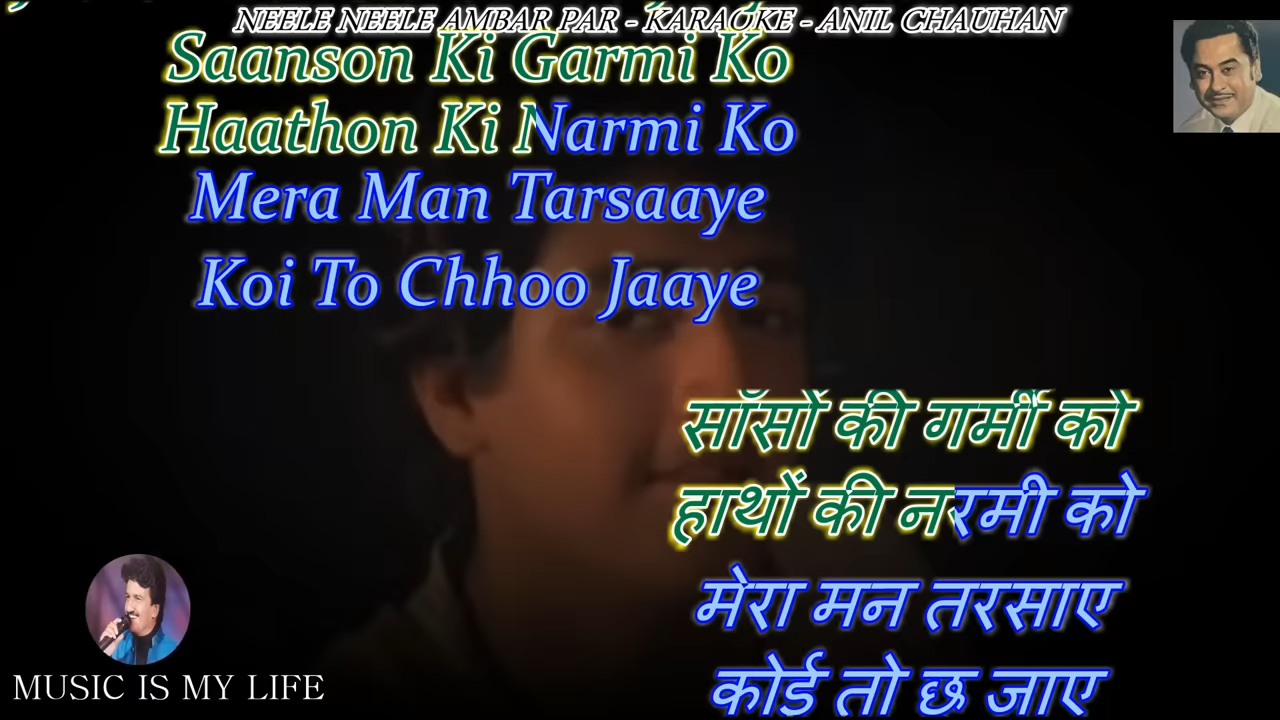 NEELE NEELE AMBAR PAR - KARAOKE - ANIL CHAUHAN
Saanson Ki Garmi Ko
Haathon Ki Narmi Ko
Mera Man Tarsaaye
Koi To Chhoo Jaaye
साँसों की गर्मी को
हाथों की नरमी को
मेरा मन तरसाए
कोई तो छ जाए
MUSIC IS MY LIFE